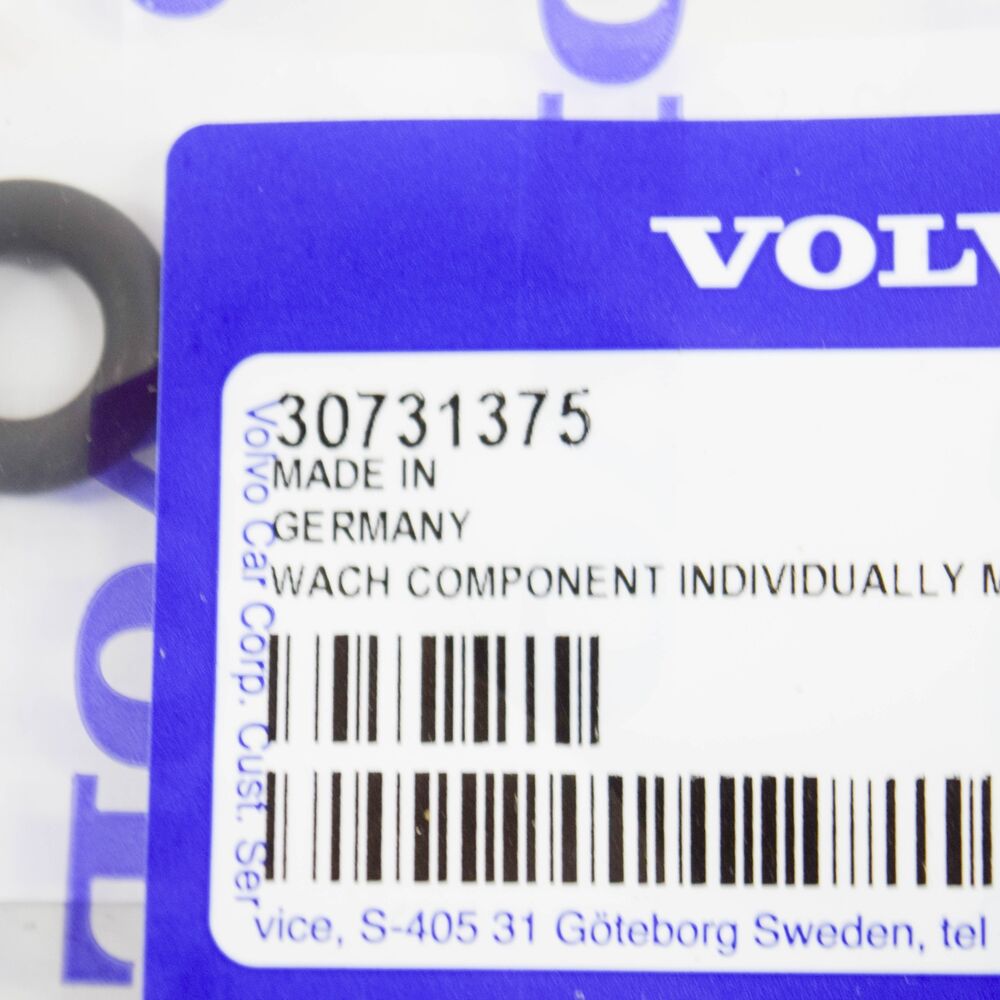 VOLV
30731375
MADE IN
GERMANY
WACH COMPONENT INDIVIDUALLY M
Volvo Car Corp. Cust. Ser
vice, S-405 31 Göteborg Sweden, tel